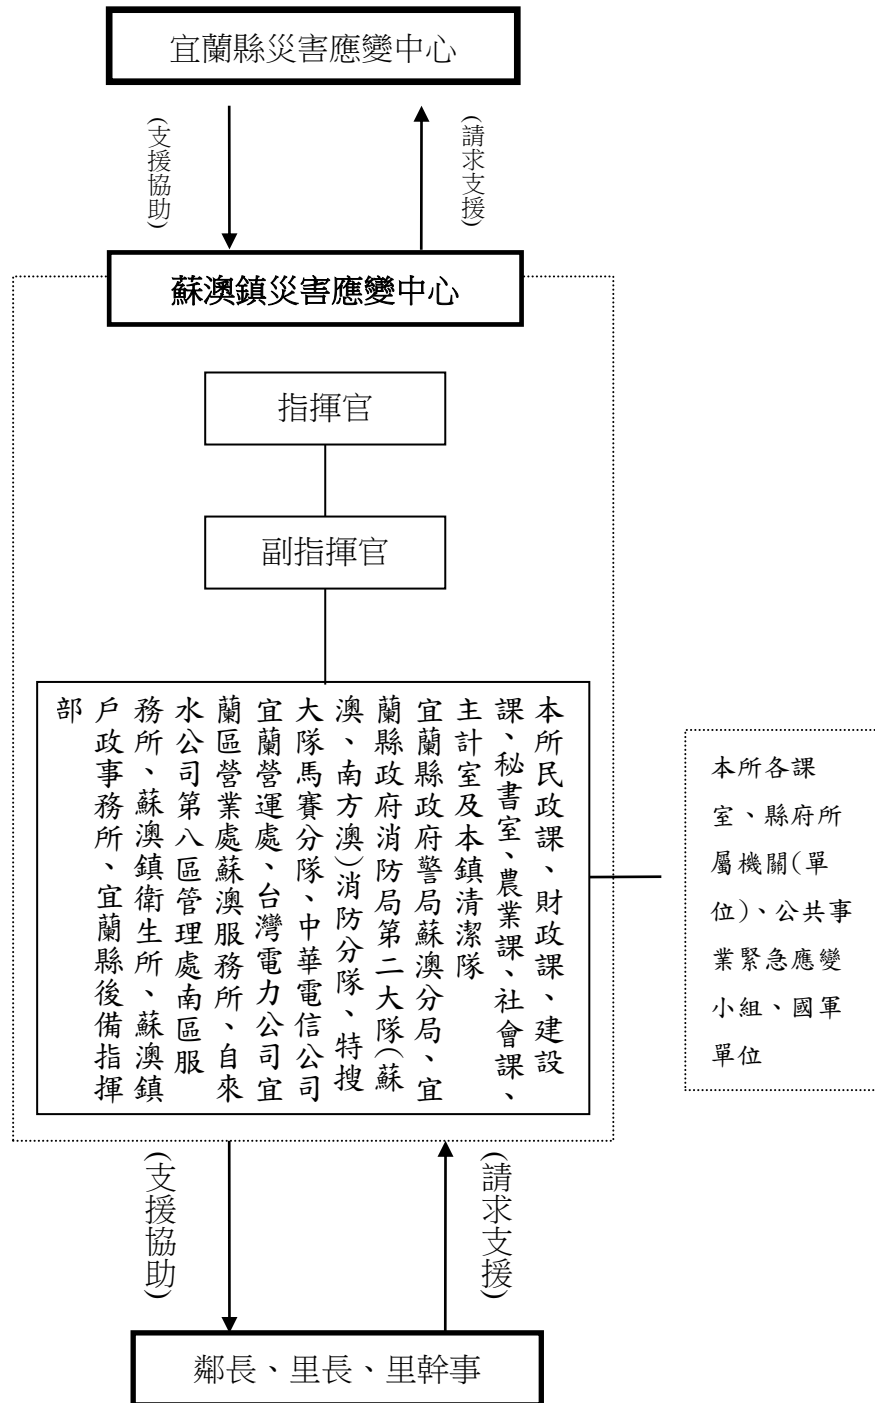 宜蘭縣災害應變中心
(支援協助)
(請求支援)
蘇澳鎮災害應變中心
指揮官
副指揮官
本所民政課、財政課、建設
課、秘書室、農業課、社會課、
主計室及本鎮清潔隊
宜蘭縣政府警局蘇澳分局、宜
蘭縣政府消防局第二大隊(蘇
澳、南方澳)消防分隊、特搜
大隊馬賽分隊、中華電信公司
宜蘭營運處、台灣電力公司宜
蘭區營業處蘇澳服務所、自來
水公司第八區管理處南區服
務所、蘇澳鎮衛生所、蘇澳鎮
戶政事務所、宜蘭縣後備指揮
部
本所各課
室、縣府所
屬機關(單
位)、公共事
業緊急應變
小組、國軍
單位
(支援協助)
(請求支援)
鄰長、里長、里幹事